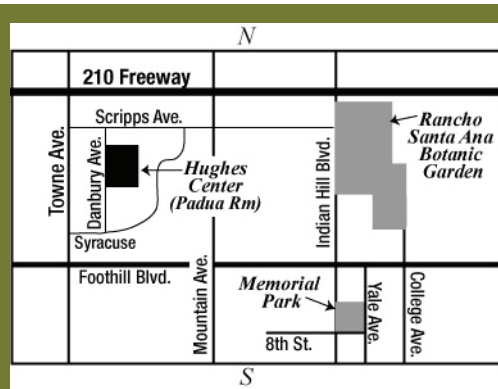 N
210 Freeway
Scripps Ave.
Towne Ave.
Danbury Ave.
Hughes
Center
(Padua Rm)
Syracuse
Mountain Ave.
Indian Hill Blvd.
Rancho
Santa Ana
Botanic
Garden
Foothill Blvd.
Memorial
Park
8th St.
Yale Ave.
College Ave.
S